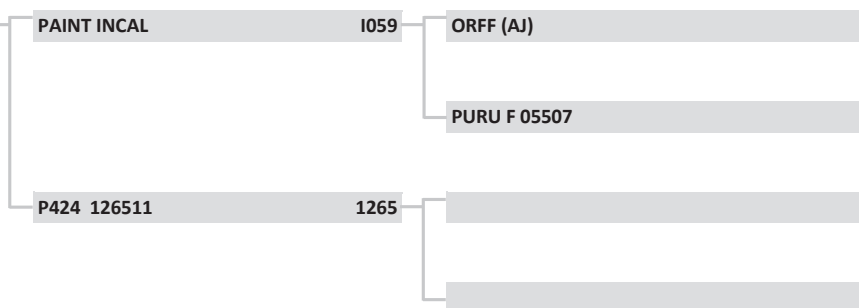 PAINT INCAL I059
ORFF (AJ)
PURU F 05507
P424 126511 1265